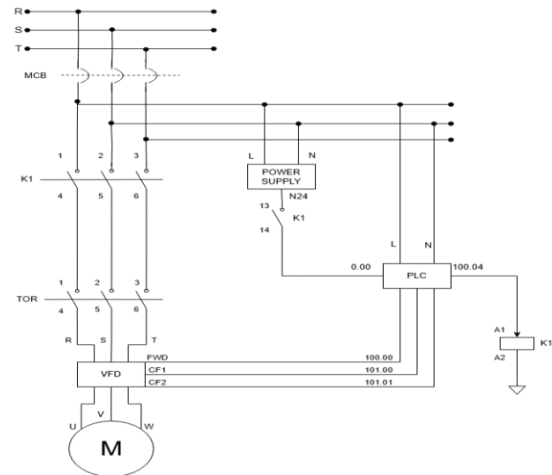 R
S
T
MCB
L N
POWER
SUPPLY
N24
1 2 3
K1
4 5 6
13
K1
14
L N
0.00 PLC 100.04
1 2 3
TOR
4 5 6
R S T
A1
K1
A2
FWD 100.00
VFD CF1 101.00
CF2 101.01
U V W
M